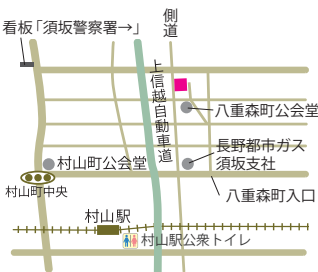 側道
看板「須坂警察署→」
上信越自動車道
八重森町公会堂
長野都市ガス
須坂支社
村山町公会堂
村山町中央
八重森町入口
村山駅
村山駅公衆トイレ